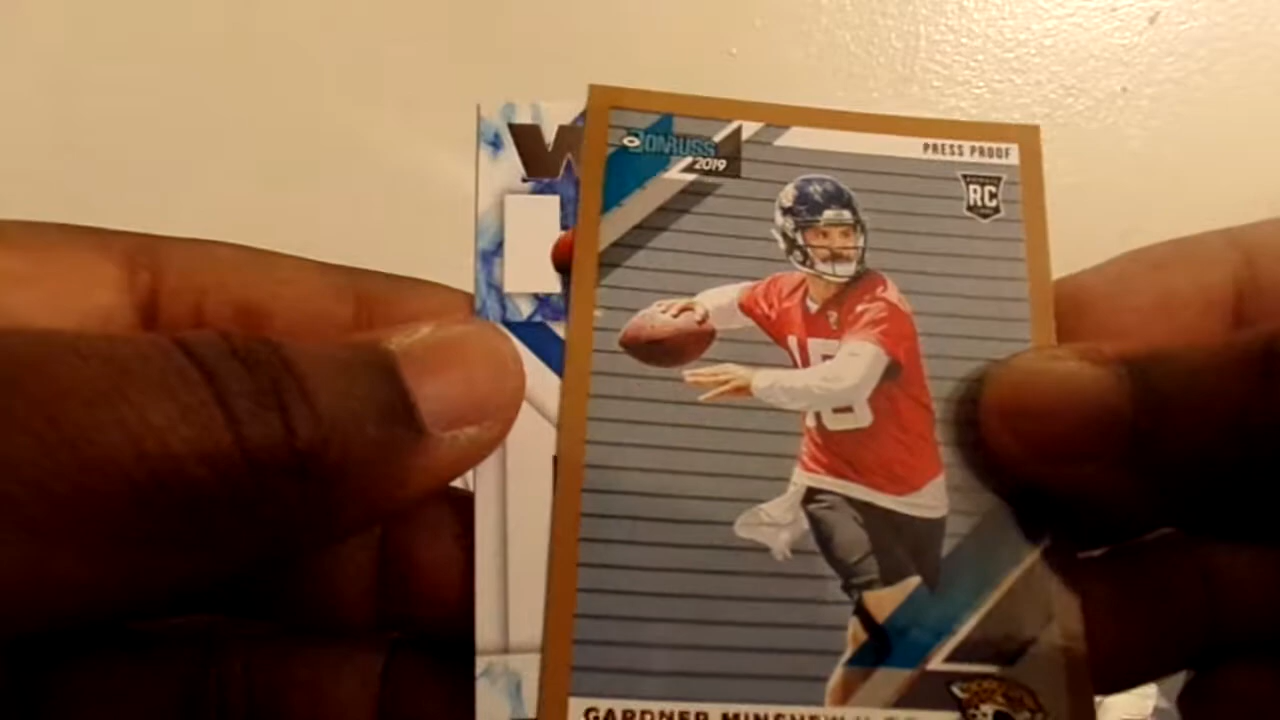 W
DONRUSS
2019
PRESS PROOF
RC
GARDNER MINSHEW II